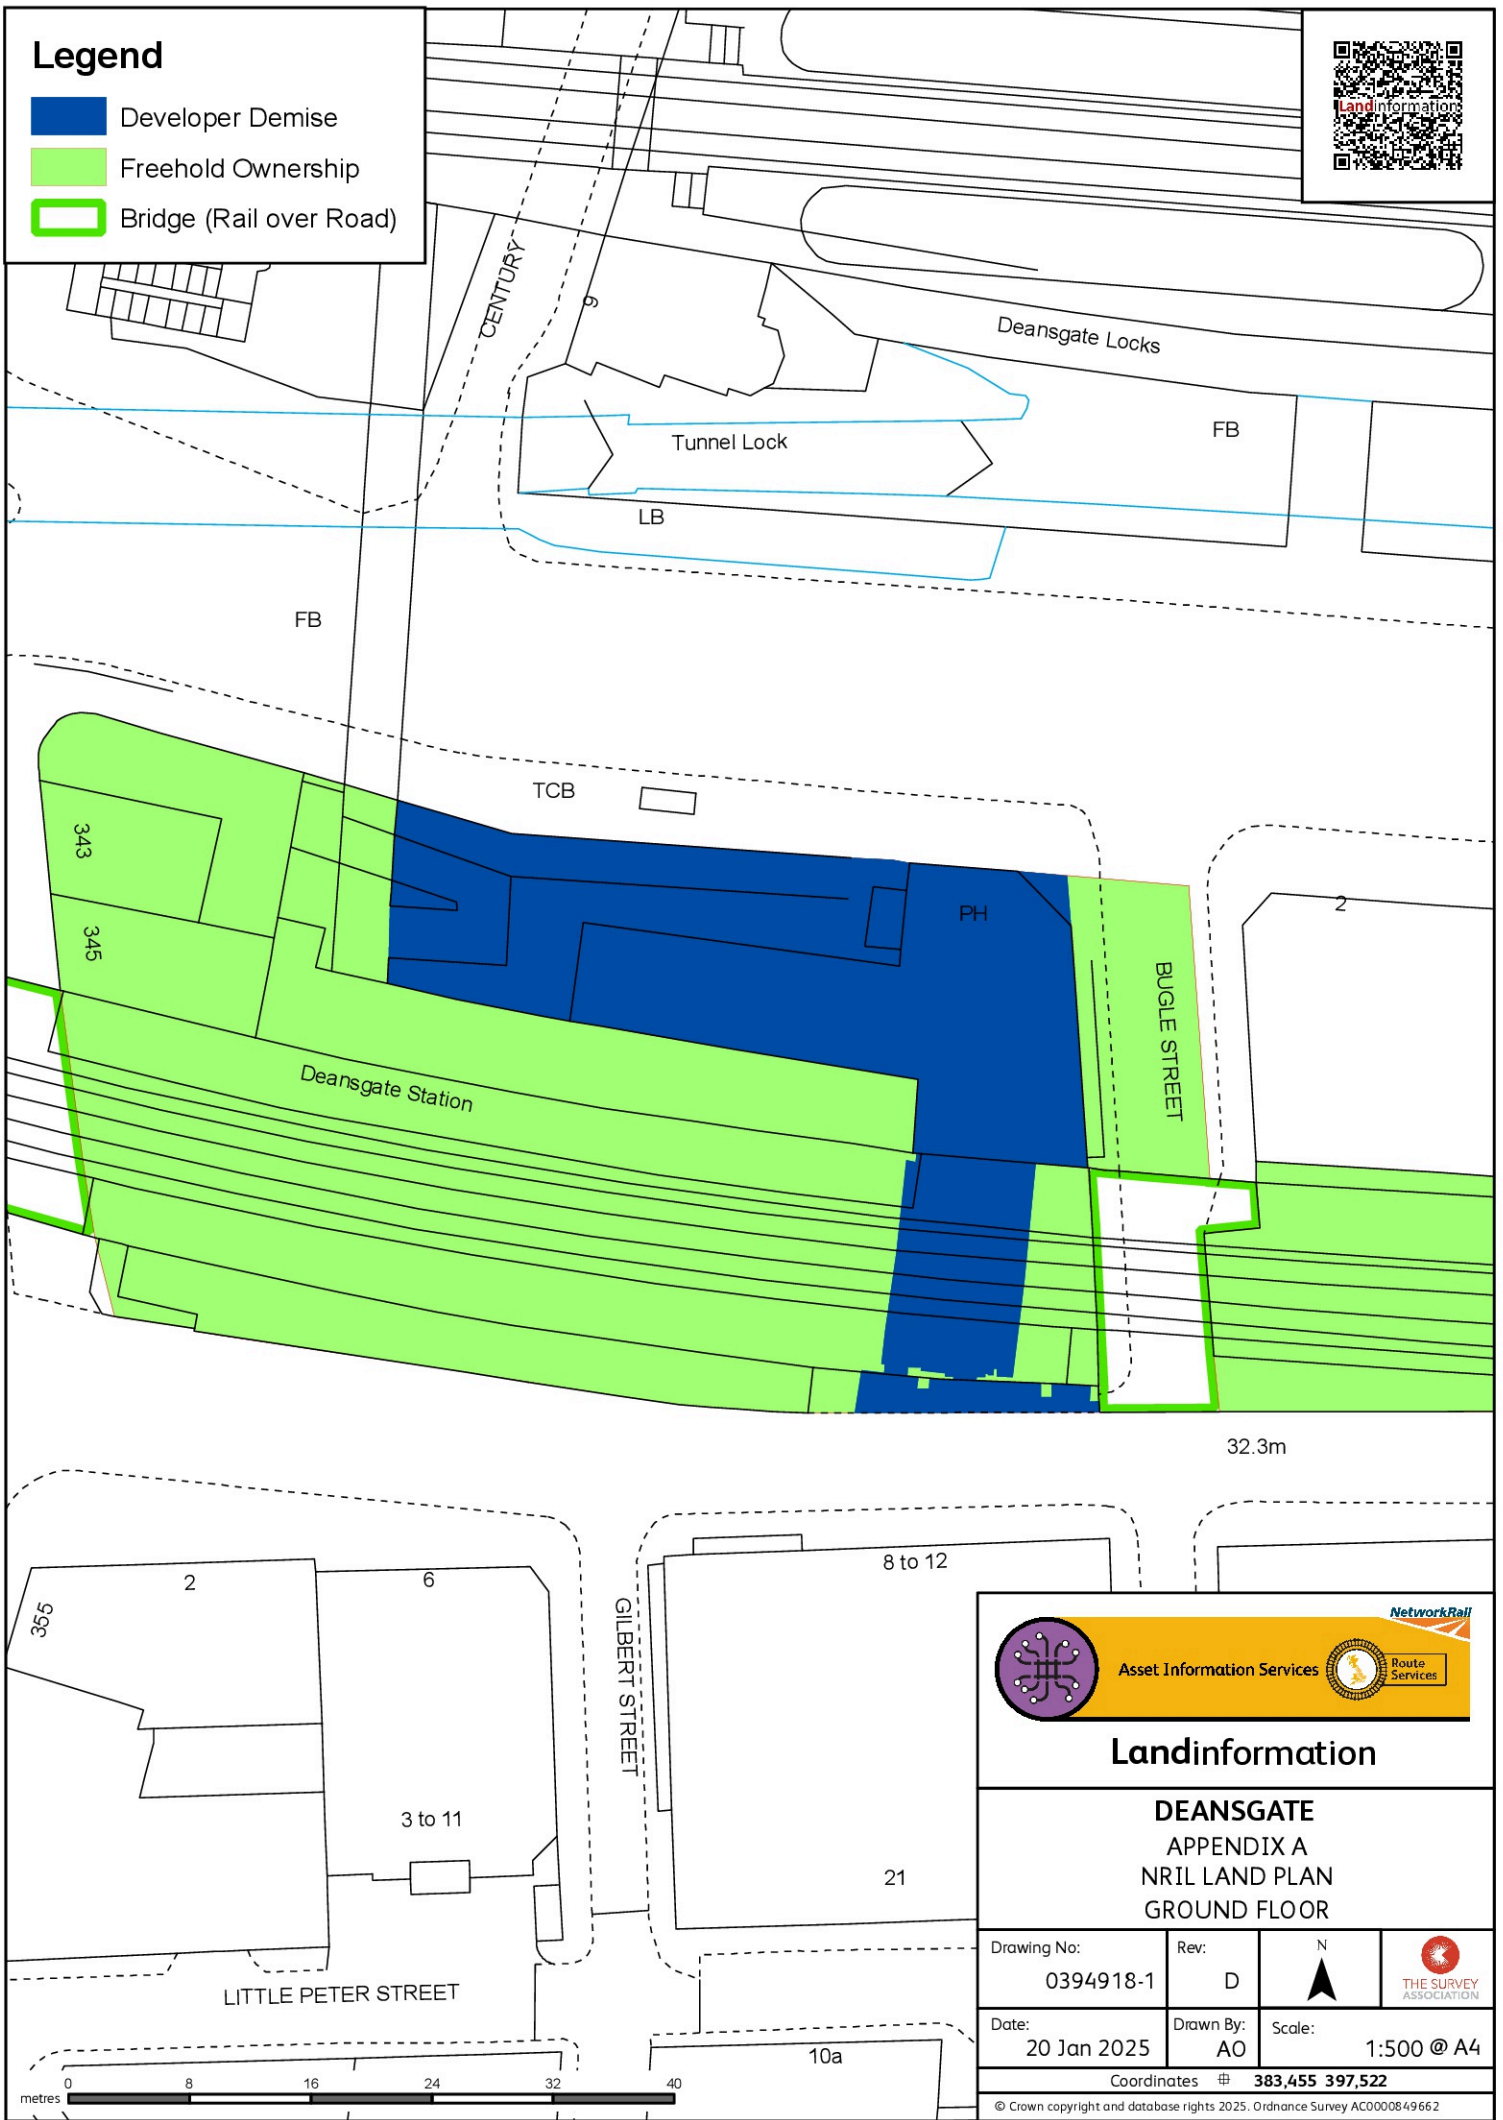 Legend
Developer Demise
Freehold Ownership
Bridge (Rail over Road)
Landinformation
CENTURY
9
Deansgate Locks
Tunnel Lock
FB
LB
FB
TCB
343
PH
2
345
BUGLE STREET
Deansgate Station
32.3m
2
6
8 to 12
355
GILBERT STREET
3 to 11
21
LITTLE PETER STREET
10a
metres
0 8 16 24 32 40
NetworkRail
Asset Information Services
Route
Services
Landinformation
DEANSGATE
APPENDIX A
NRIL LAND PLAN
GROUND FLOOR
Drawing No:
0394918-1
Rev:
D
N
THE SURVEY
ASSOCIATION
Date:
20 Jan 2025
Drawn By:
AO
Scale:
1:500 @ A4
Coordinates 383,455 397,522
© Crown copyright and database rights 2025. Ordnance Survey AC0000849662